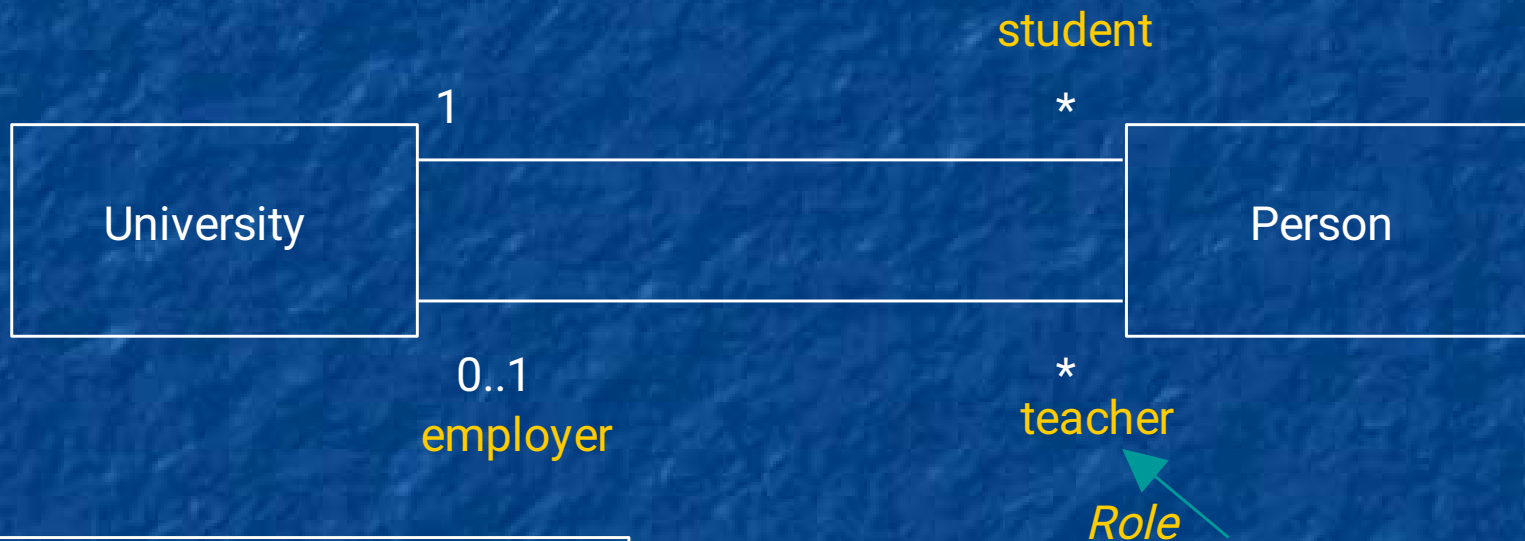 student
1
*
University
Person
0..1
*
employer
teacher
Role